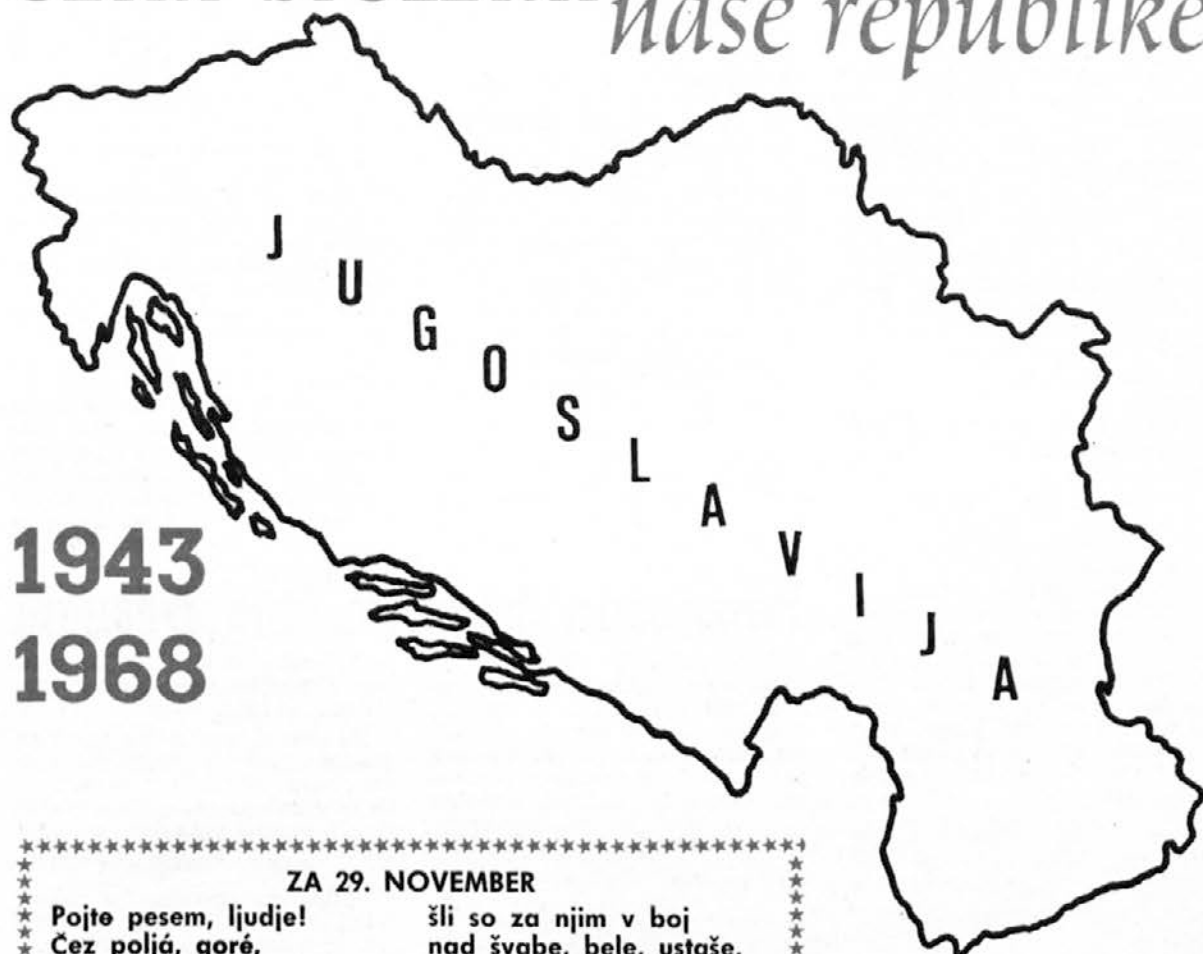 naše republike
JUGOSLAVIJA
1943
1968
ZA 29. NOVEMBER
Pojte pesem, ljudje!
Čez poljá, goré,
šli so za njim v boj
nad švabe, bele, ustaše,